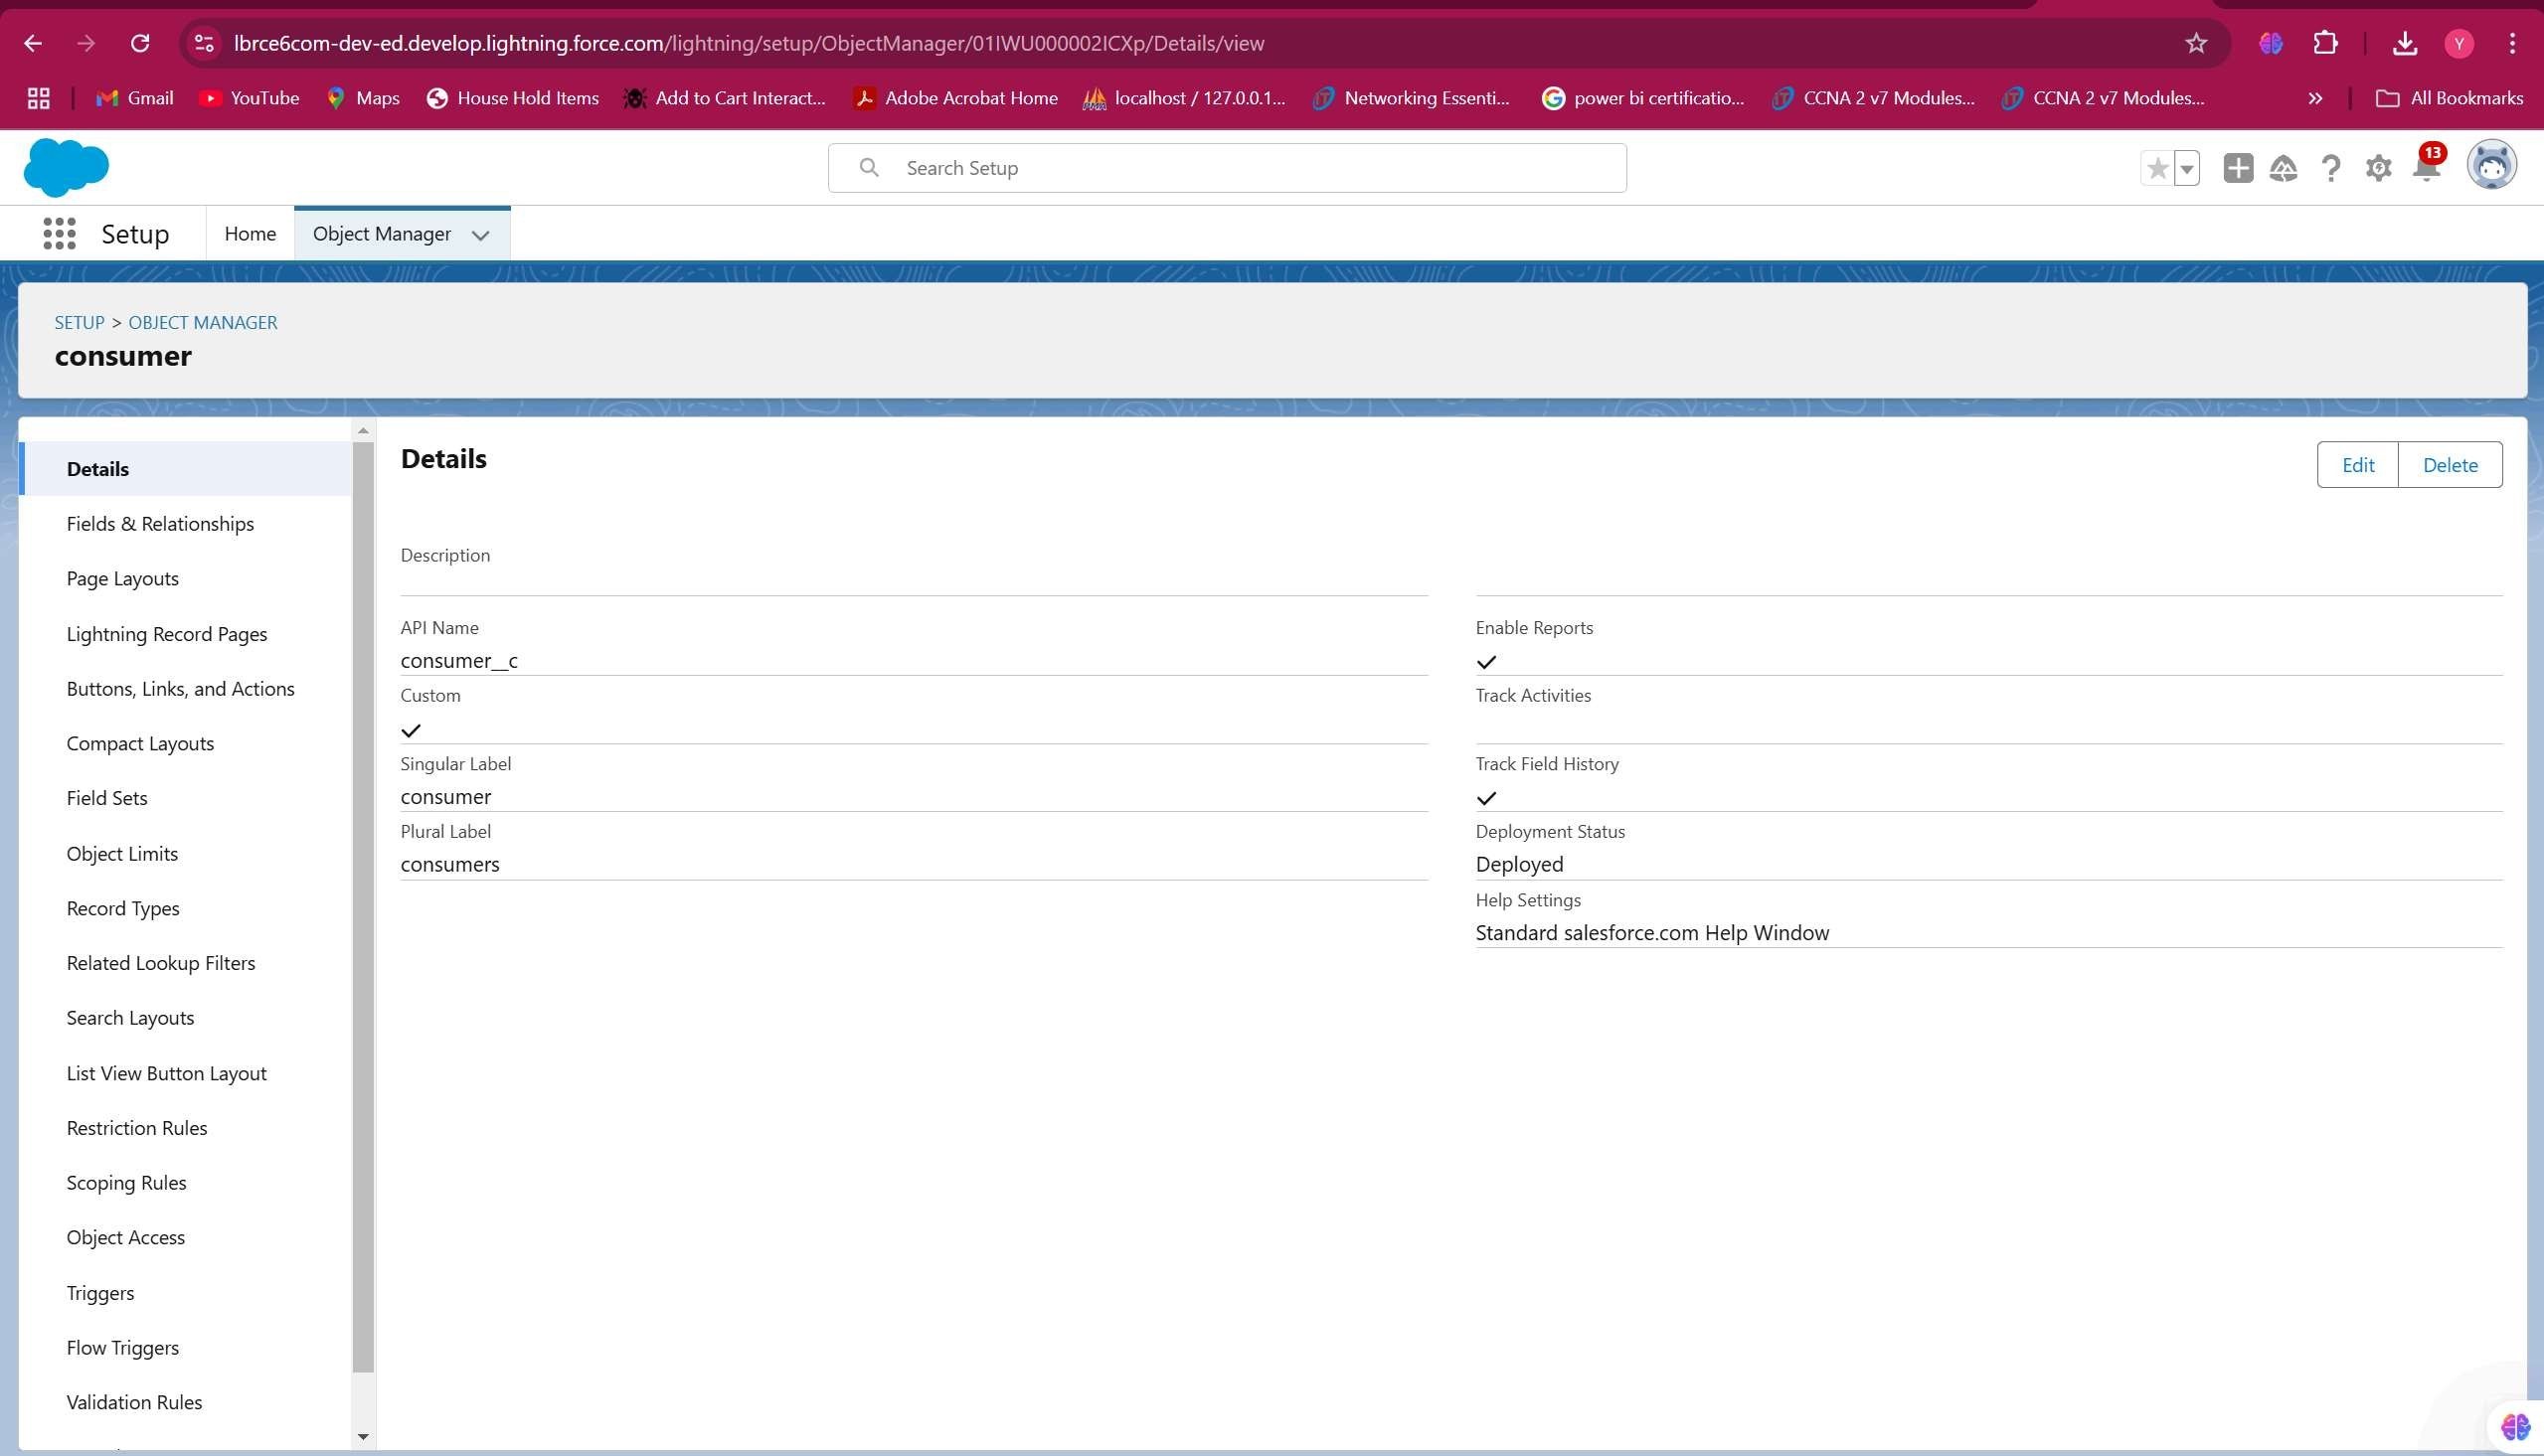 lbrce6com-dev-ed.develop.lightning.force.com/lightning/setup/ObjectManager/01IWU000002ICXp/Details/view
Y
Gmail YouTube Maps House Hold Items Add to Cart Interact... Adobe Acrobat Home localhost / 127.0.0.1... Networking Essenti... power bi certificatio... CCNA 2 v7 Modules... CCNA 2 v7 Modules... » All Bookmarks
Search Setup
13
Setup Home Object Manager
SETUP > OBJECT MANAGER
consumer
Details
Fields & Relationships
Page Layouts
Lightning Record Pages
Buttons, Links, and Actions
Compact Layouts
Field Sets
Object Limits
Record Types
Related Lookup Filters
Search Layouts
List View Button Layout
Restriction Rules
Scoping Rules
Object Access
Triggers
Flow Triggers
Validation Rules
Details
Edit Delete
Description
API Name
consumer__c
Custom
Singular Label
consumer
Plural Label
consumers
Enable Reports
Track Activities
Track Field History
Deployment Status
Deployed
Help Settings
Standard salesforce.com Help Window